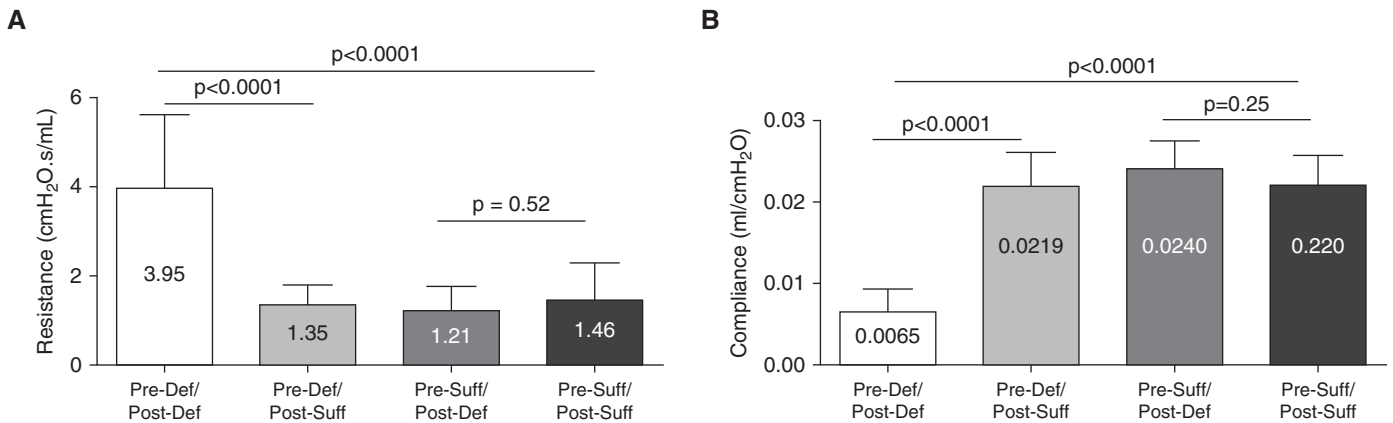 A
p<0.0001
p<0.0001
p = 0.52
Resistance (cmH₂O.s/mL)
6
4
2
0
3.95
1.35
1.21
1.46
Pre-Def/
Post-Def
Pre-Def/
Post-Suff
Pre-Suff/
Post-Def
Pre-Suff/
Post-Suff
B
p<0.0001
p=0.25
p<0.0001
Compliance (ml/cmH₂O)
0.03
0.02
0.01
0.00
0.0065
0.0219
0.0240
0.220
Pre-Def/
Post-Def
Pre-Def/
Post-Suff
Pre-Suff/
Post-Def
Pre-Suff/
Post-Suff